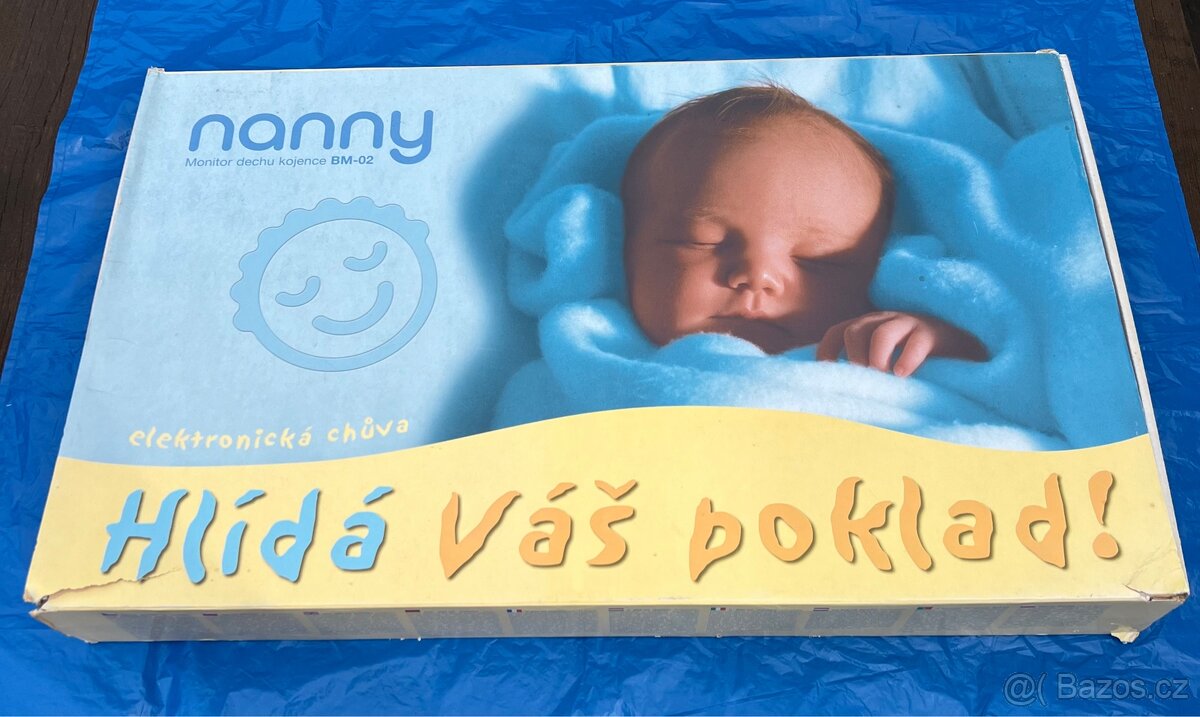 nanny
Monitor dechu kojence BM-02
elektronická chůva
Hlídá Váš poklad!
@( Bazos.cz